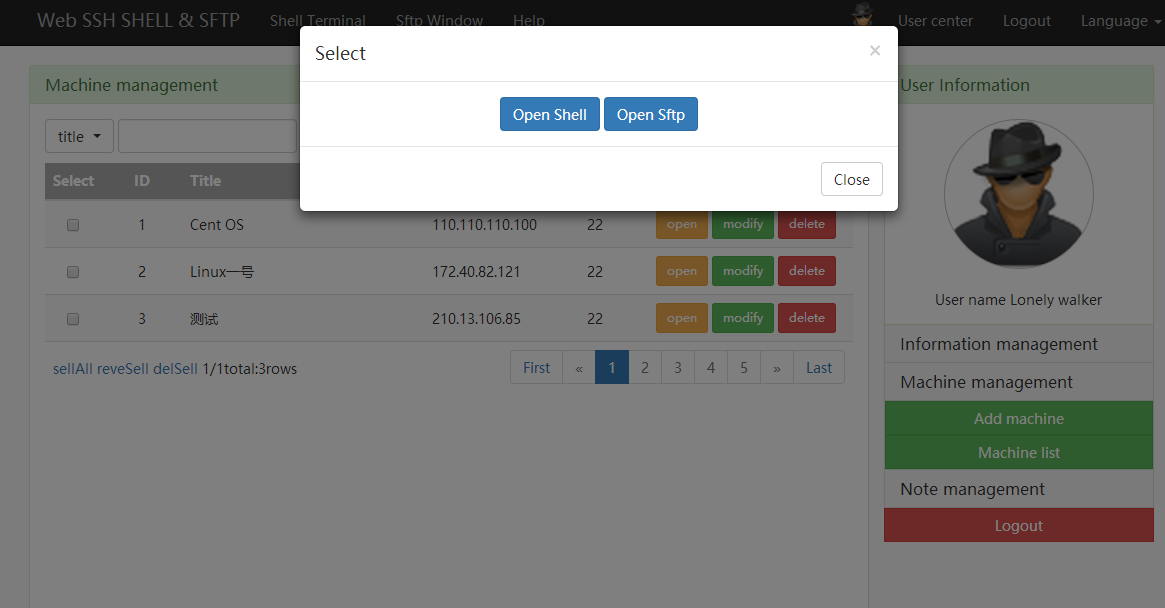 Web SSH SHELL & SFTP Shell Terminal Sftp Window Help User center Logout Language
Select ×
Open Shell Open Sftp
Close
Machine management
title
Select ID Title
1 Cent OS 110.110.110.100 22 open modify delete
2 Linux一号 172.40.82.121 22 open modify delete
3 测试 210.13.106.85 22 open modify delete
sellAll reveSell delSell 1/1total:3rows First « 1 2 3 4 5 » Last
User Information
User name Lonely walker
Information management
Machine management
Add machine
Machine list
Note management
Logout